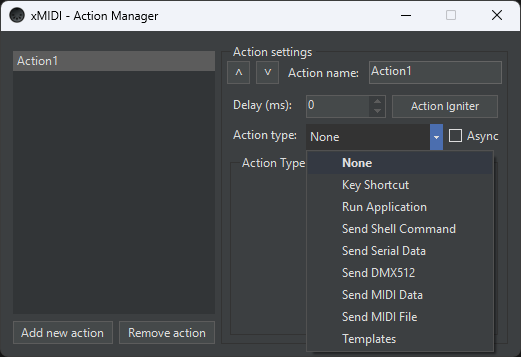 xMIDI - Action Manager
Action1
Action settings
˄ ˅ Action name: Action1
Delay (ms): 0 Action Igniter
Action type: None Async
Action Type
None
Key Shortcut
Run Application
Send Shell Command
Send Serial Data
Send DMX512
Send MIDI Data
Send MIDI File
Templates
Add new action Remove action